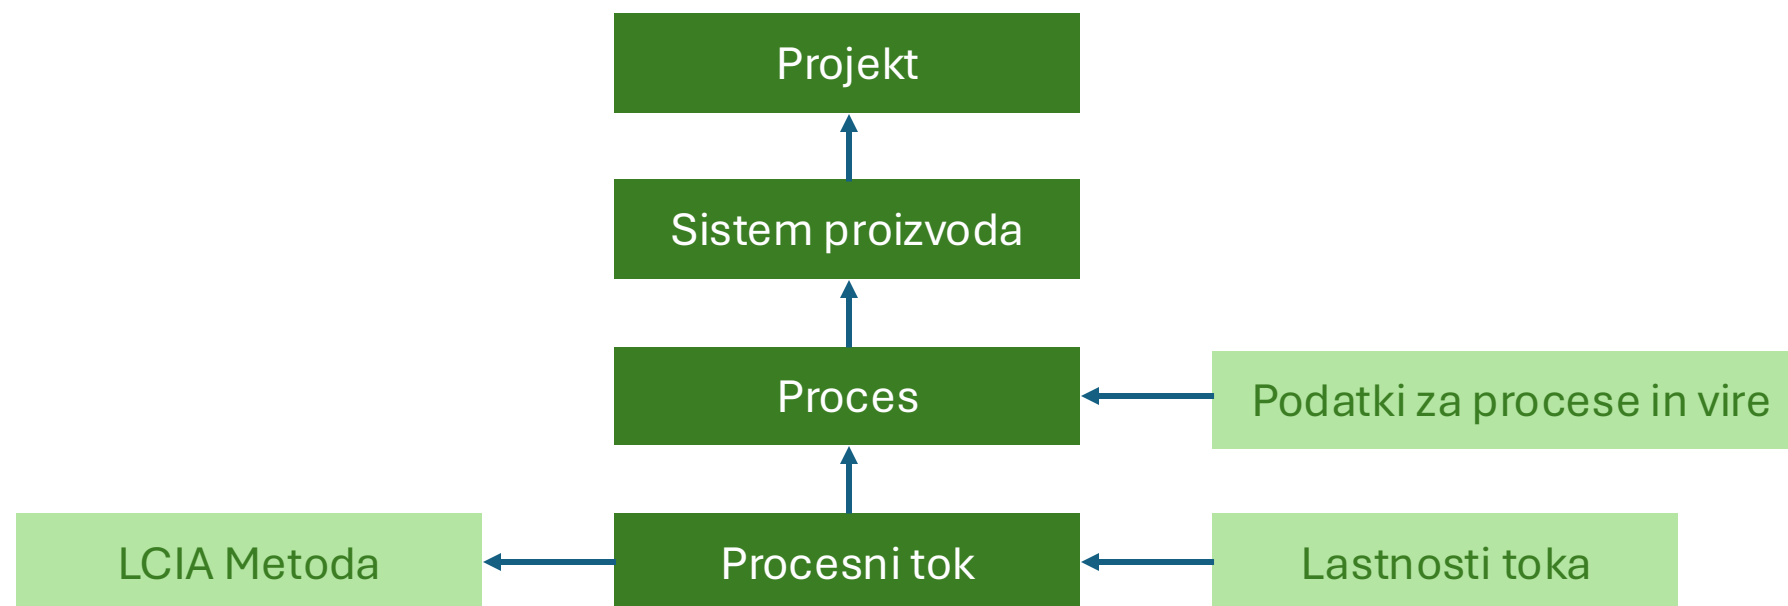 Projekt
Sistem proizvoda
Proces
Podatki za procese in vire
LCIA Metoda
Procesni tok
Lastnosti toka